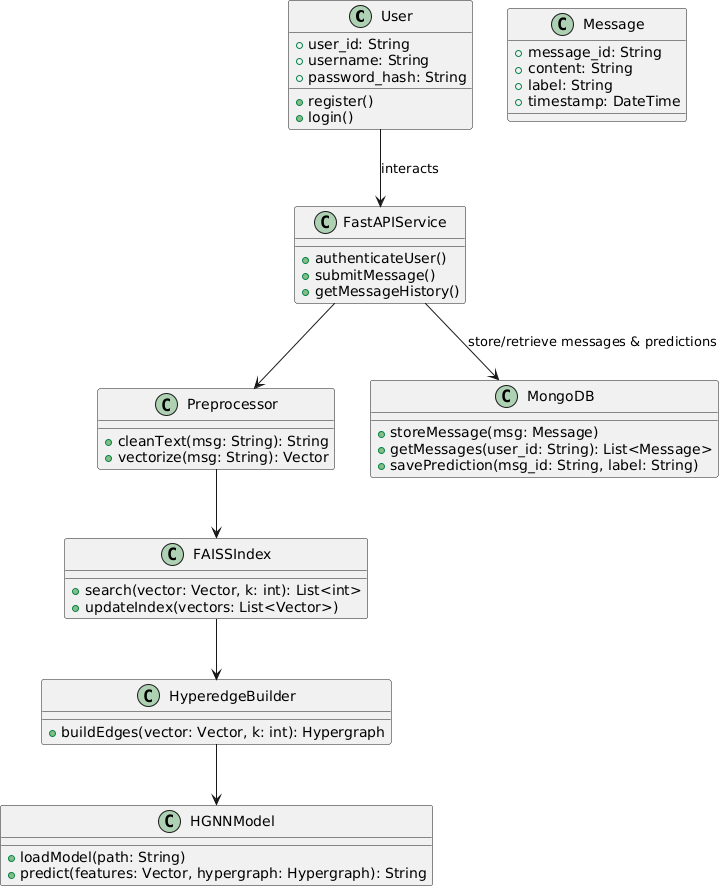 C User
user_id: String
username: String
password_hash: String
register()
login()
C Message
message_id: String
content: String
label: String
timestamp: DateTime
interacts
C FastAPIService
authenticateUser()
submitMessage()
getMessageHistory()
store/retrieve messages & predictions
C Preprocessor
cleanText(msg: String): String
vectorize(msg: String): Vector
C MongoDB
storeMessage(msg: Message)
getMessages(user_id: String): List<Message>
savePrediction(msg_id: String, label: String)
C FAISSIndex
search(vector: Vector, k: int): List<int>
updateIndex(vectors: List<Vector>)
C HyperedgeBuilder
buildEdges(vector: Vector, k: int): Hypergraph
C HGNNModel
loadModel(path: String)
predict(features: Vector, hypergraph: Hypergraph): String